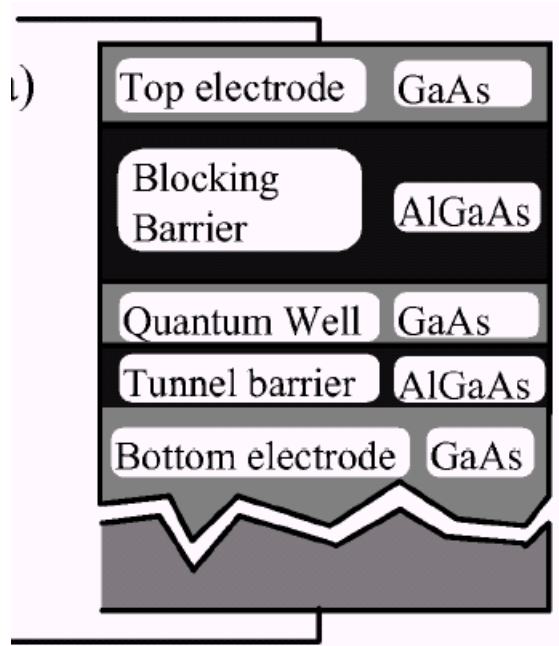 a)
Top electrode GaAs
Blocking
Barrier
AlGaAs
Quantum Well GaAs
Tunnel barrier AlGaAs
Bottom electrode GaAs